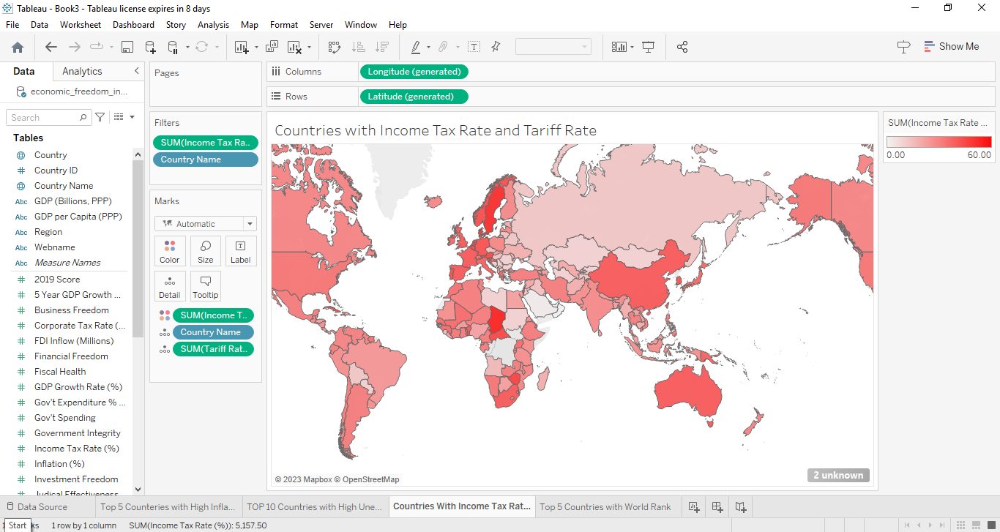 Tableau - Book3 - Tableau license expires in 8 days
File Data Worksheet Dashboard Story Analysis Map Format Server Window Help
Show Me
Data Analytics
economic_freedom_in...
Search
Tables
Country
Country ID
Country Name
Abc GDP (Billions, PPP)
Abc GDP per Capita (PPP)
Abc Region
Abc Webname
Abc Measure Names
2019 Score
5 Year GDP Growth ...
Business Freedom
Corporate Tax Rate (...
FDI Inflow (Millions)
Financial Freedom
Fiscal Health
GDP Growth Rate (%)
Gov't Expenditure % ...
Gov't Spending
Government Integrity
Income Tax Rate (%)
Inflation (%)
Investment Freedom
Judical Effectiveness
Pages
Filters
SUM(Income Tax Ra..
Country Name
Marks
Automatic
Color Size Label
Detail Tooltip
SUM(Income T..
Country Name
SUM(Tariff Rat..
Columns Longitude (generated)
Rows Latitude (generated)
Countries with Income Tax Rate and Tariff Rate
© 2023 Mapbox © OpenStreetMap
2 unknown
SUM(Income Tax Rate ...
0.00 60.00
Data Source Top 5 Counteries with High Infla... TOP 10 Countries with High Une... Countries With Income Tax Rat... Top 5 Countries with World Rank
Start 1 row by 1 column SUM(Income Tax Rate (%)): 5,157.50